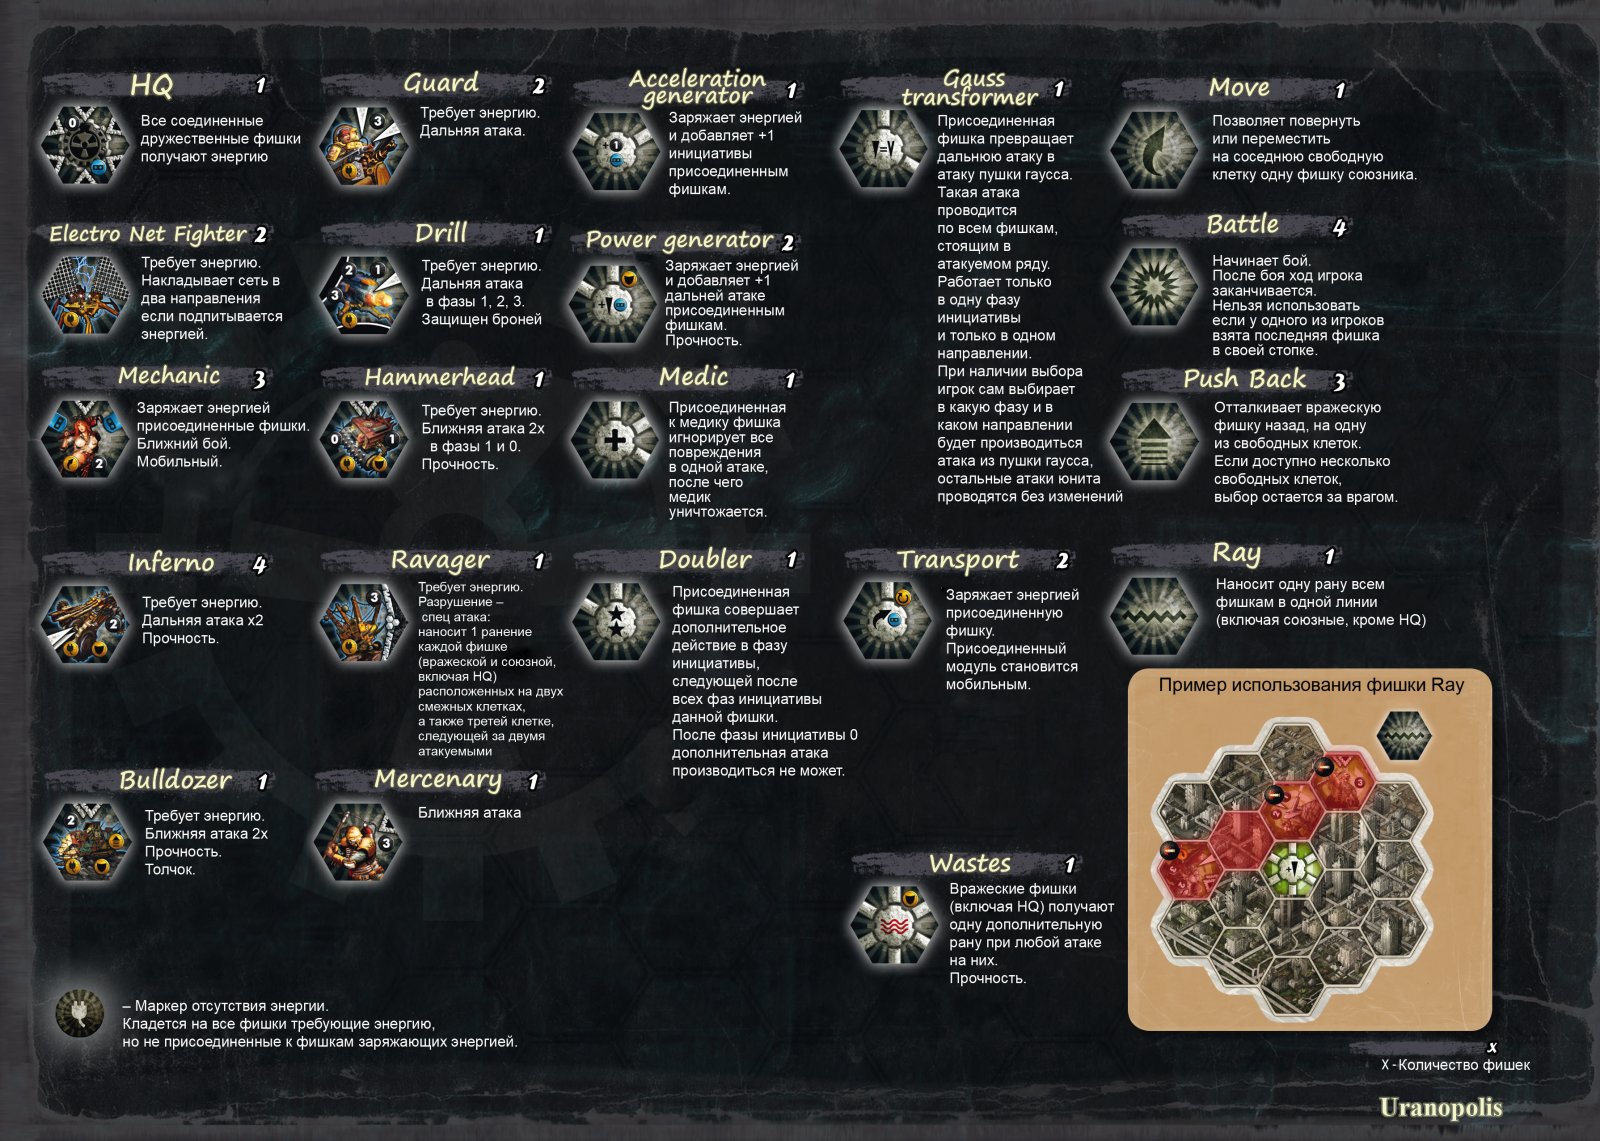 HQ 1
0
Все соединенные
дружественные фишки
получают энергию
Guard 2
3
Требует энергию.
Дальняя атака.
Acceleration
generator 1
+1
Заряжает энергией
и добавляет +1
инициативы
присоединенным
фишкам.
Gauss
transformer 1
Присоединенная
фишка превращает
дальнюю атаку в
атаку пушки гаусса.
Такая атака
проводится
по всем фишкам,
стоящим в
атакуемом ряду.
Работает только
в одну фазу
инициативы
и только в одном
направлении.
При наличии выбора
игрок сам выбирает
в какую фазу и в
каком направлении
будет производиться
атака из пушки гаусса,
остальные атаки юнита
проводятся без изменений
Move 1
Позволяет повернуть
или переместить
на соседнюю свободную
клетку одну фишку союзника.
Electro Net Fighter 2
Требует энергию.
Накладывает сеть в
два направления
если подпитывается
энергией.
Drill 1
2 1
3
Требует энергию.
Дальняя атака
в фазы 1, 2, 3.
Защищен броней
Power generator 2
Заряжает энергией
и добавляет +1
дальней атаке
присоединенным
фишкам.
Прочность.
Battle 4
Начинает бой.
После боя ход игрока
заканчивается.
Нельзя использовать
если у одного из игроков
взята последняя фишка
в своей стопке.
Mechanic 3
2
Заряжает энергией
присоединенные фишки.
Ближний бой.
Мобильный.
Hammerhead 1
0 1
Требует энергию.
Ближняя атака 2x
в фазы 1 и 0.
Прочность.
Medic 1
Присоединенная
к медику фишка
игнорирует все
повреждения
в одной атаке,
после чего
медик
уничтожается.
Push Back 3
Отталкивает вражескую
фишку назад, на одну
из свободных клеток.
Если доступно несколько
свободных клеток,
выбор остается за врагом.
Inferno 4
2
Требует энергию.
Дальняя атака x2
Прочность.
Ravager 1
3
Требует энергию.
Разрушение –
спец атака:
наносит 1 ранение
каждой фишке
(вражеской и союзной,
включая HQ)
расположенных на двух
смежных клетках,
а также третей клетке,
следующей за двумя
атакуемыми
Doubler 1
Присоединенная
фишка совершает
дополнительное
действие в фазу
инициативы,
следующей после
всех фаз инициативы
данной фишки.
После фазы инициативы 0
дополнительная атака
производиться не может.
Transport 2
Заряжает энергией
присоединенную
фишку.
Присоединенный
модуль становится
мобильным.
Ray 1
Наносит одну рану всем
фишкам в одной линии
(включая союзные, кроме HQ)
Пример использования фишки Ray
Bulldozer 1
2
Требует энергию.
Ближняя атака 2x
Прочность.
Толчок.
Mercenary 1
3
Ближняя атака
Wastes 1
Вражеские фишки
(включая HQ) получают
одну дополнительную
рану при любой атаке
на них.
Прочность.
– Маркер отсутствия энергии.
Кладется на все фишки требующие энергию,
но не присоединенные к фишкам заряжающих энергией.
x
X - Количество фишек
Uranopolis